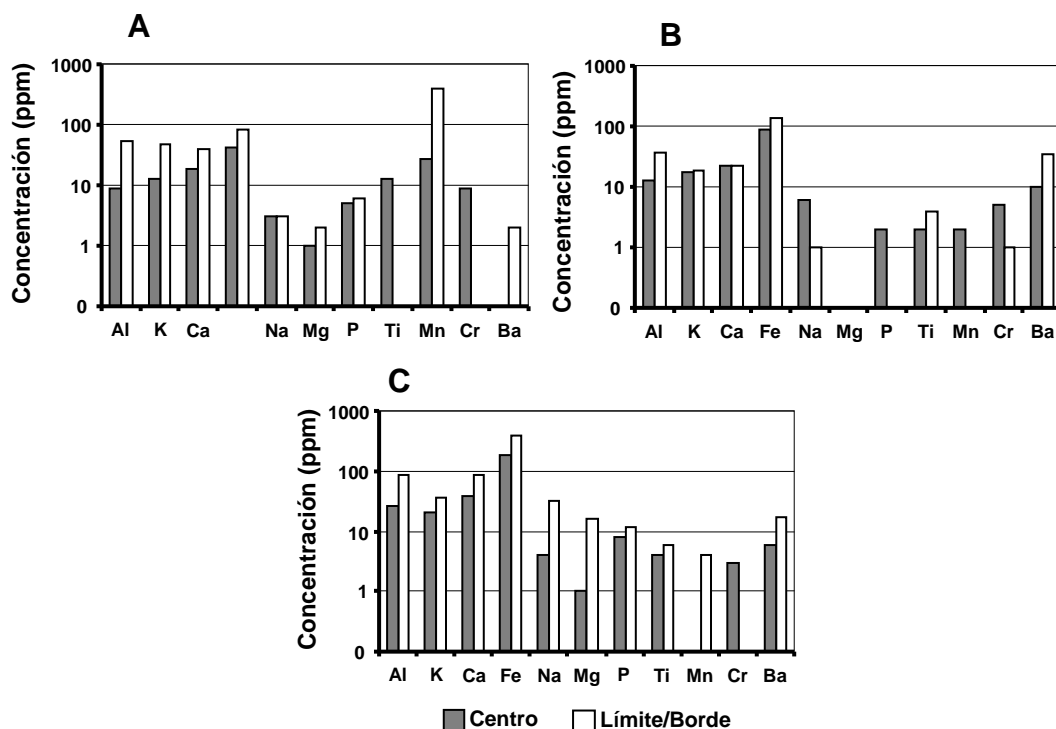 A
Concentración (ppm)
1000
100
10
1
0
Al K Ca Na Mg P Ti Mn Cr Ba
B
Concentración (ppm)
1000
100
10
1
0
Al K Ca Fe Na Mg P Ti Mn Cr Ba
C
Concentración (ppm)
1000
100
10
1
0
Al K Ca Fe Na Mg P Ti Mn Cr Ba
Centro Límite/Borde